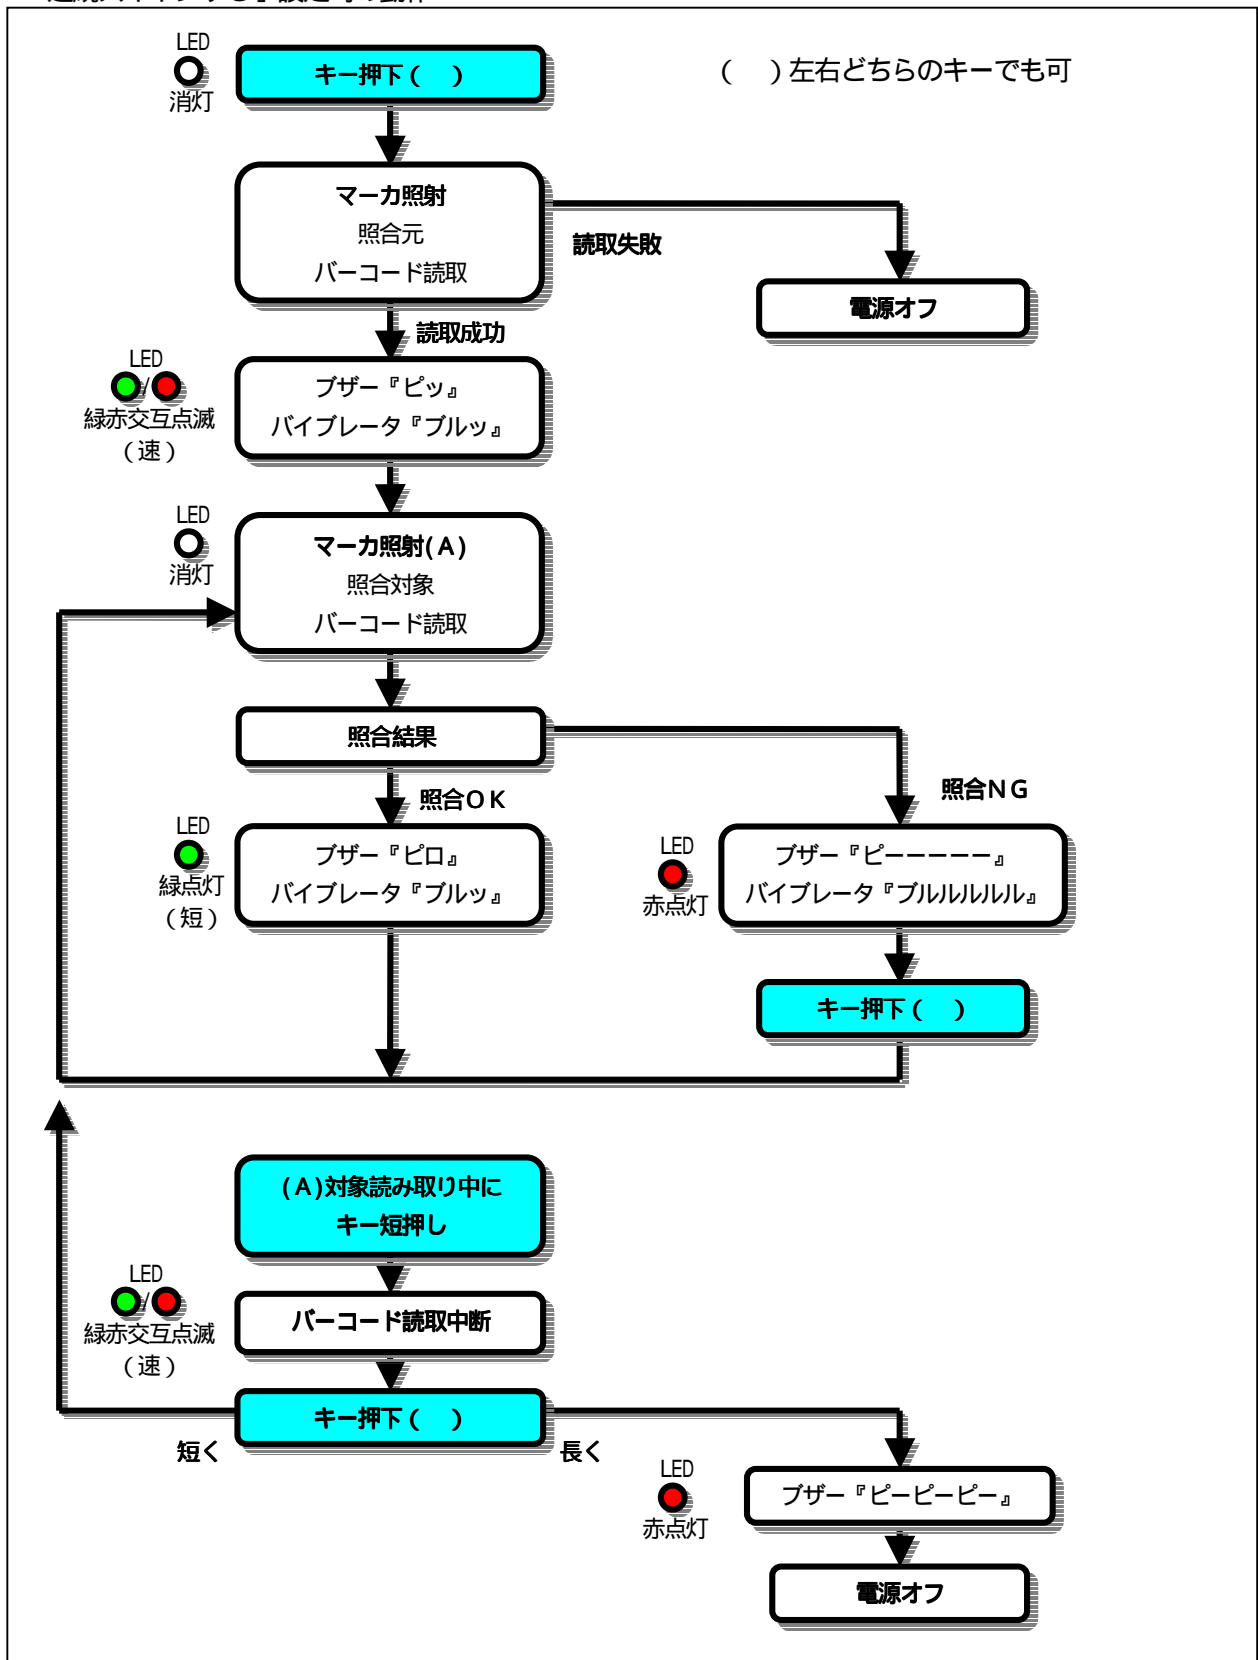 LED
消灯
キー押下(　)
(　)左右どちらのキーでも可
マーカ照射
照合元
バーコード読取
読取失敗
電源オフ
読取成功
LED
/
緑赤交互点滅
(速)
ブザー『ピッ』
バイブレータ『ブルッ』
LED
消灯
マーカ照射(A)
照合対象
バーコード読取
照合結果
照合OK
照合NG
LED
緑点灯
(短)
ブザー『ピロ』
バイブレータ『ブルッ』
LED
赤点灯
ブザー『ピーーーーー』
バイブレータ『ブルルルルル』
キー押下(　)
(A)対象読み取り中に
キー短押し
LED
/
緑赤交互点滅
(速)
バーコード読取中断
キー押下(　)
短く
長く
LED
赤点灯
ブザー『ピーピーピー』
電源オフ